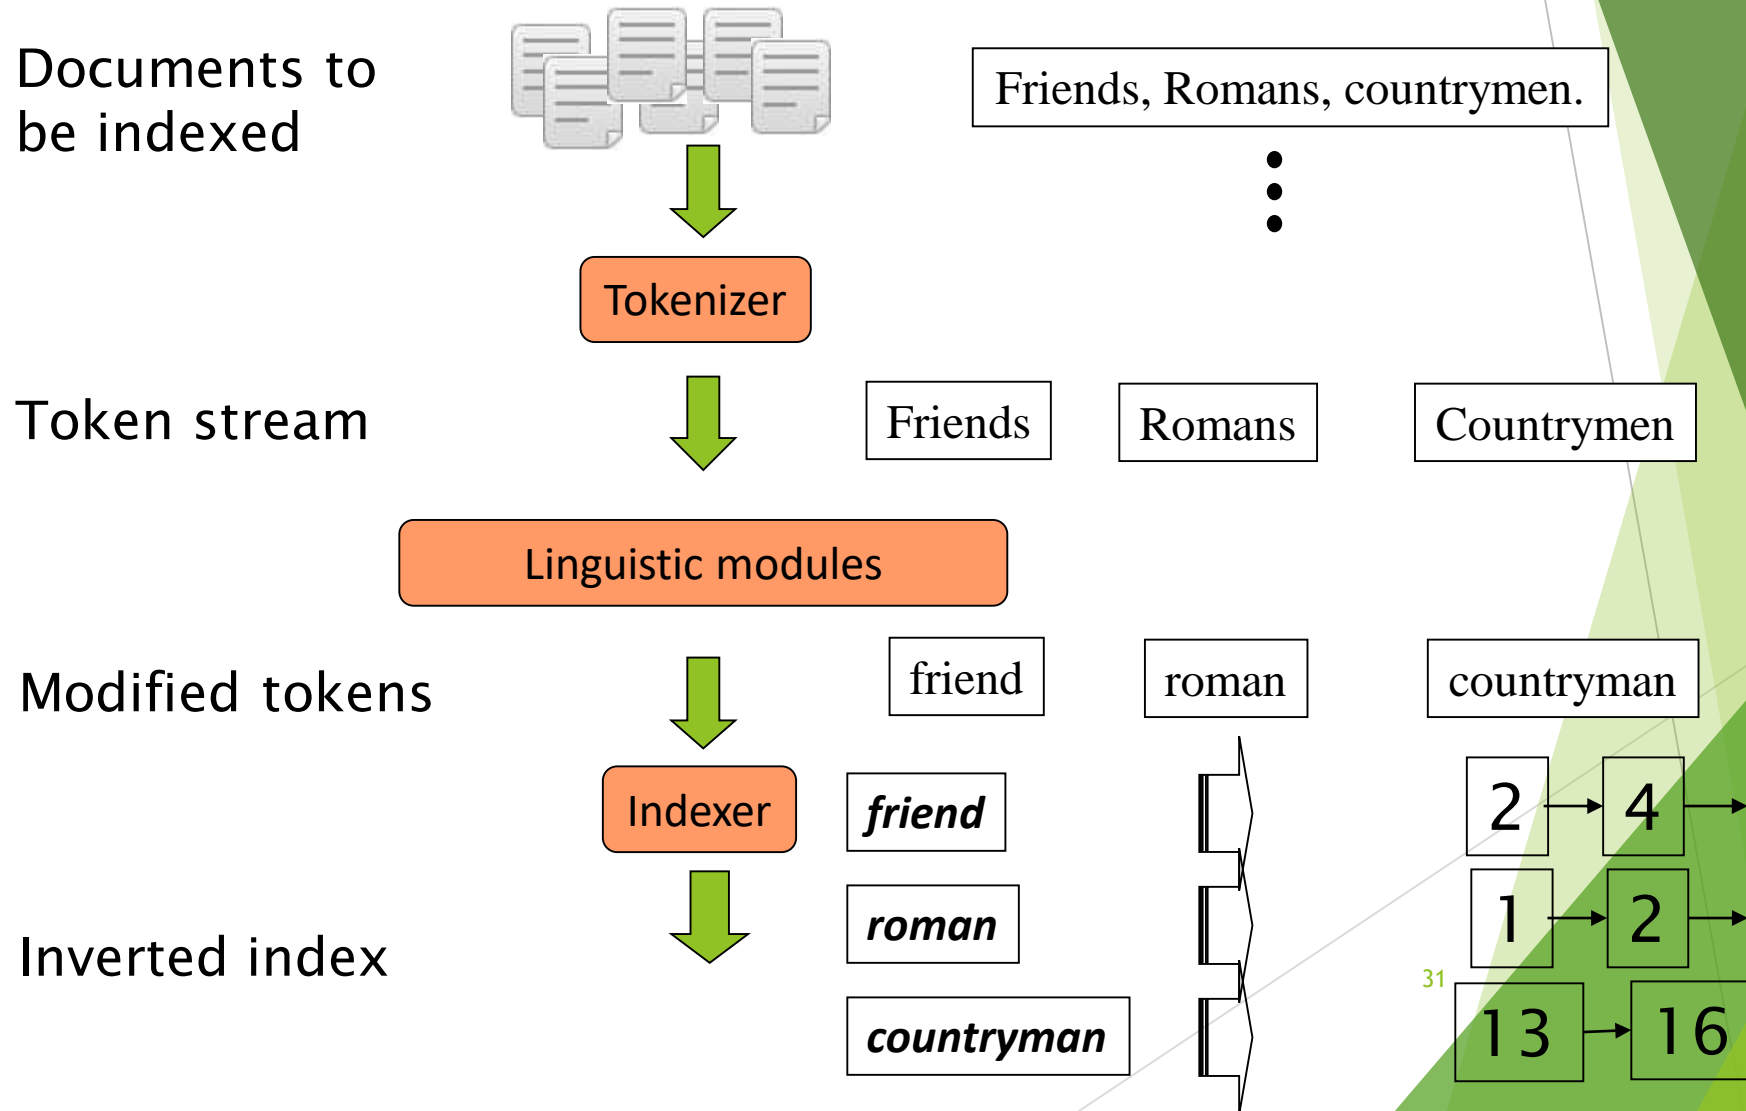 Documents to
be indexed
Friends, Romans, countrymen.
Tokenizer
Token stream
Friends
Romans
Countrymen
Linguistic modules
Modified tokens
friend
roman
countryman
Indexer
friend
2
4
roman
1
2
Inverted index
31
countryman
13
16